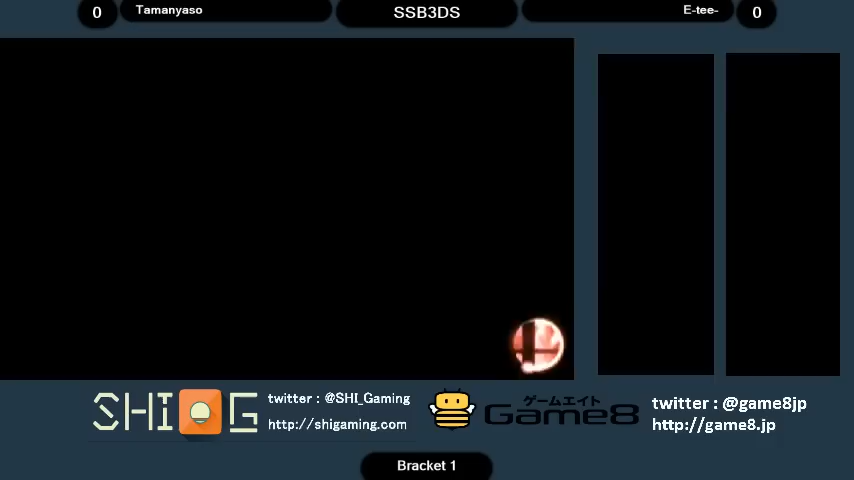 0 Tamanyaso SSB3DS E-tee- 0
SHIG twitter : @SHI_Gaming
http://shigaming.com
ゲームエイト
Game8
twitter : @game8jp
http://game8.jp
Bracket 1